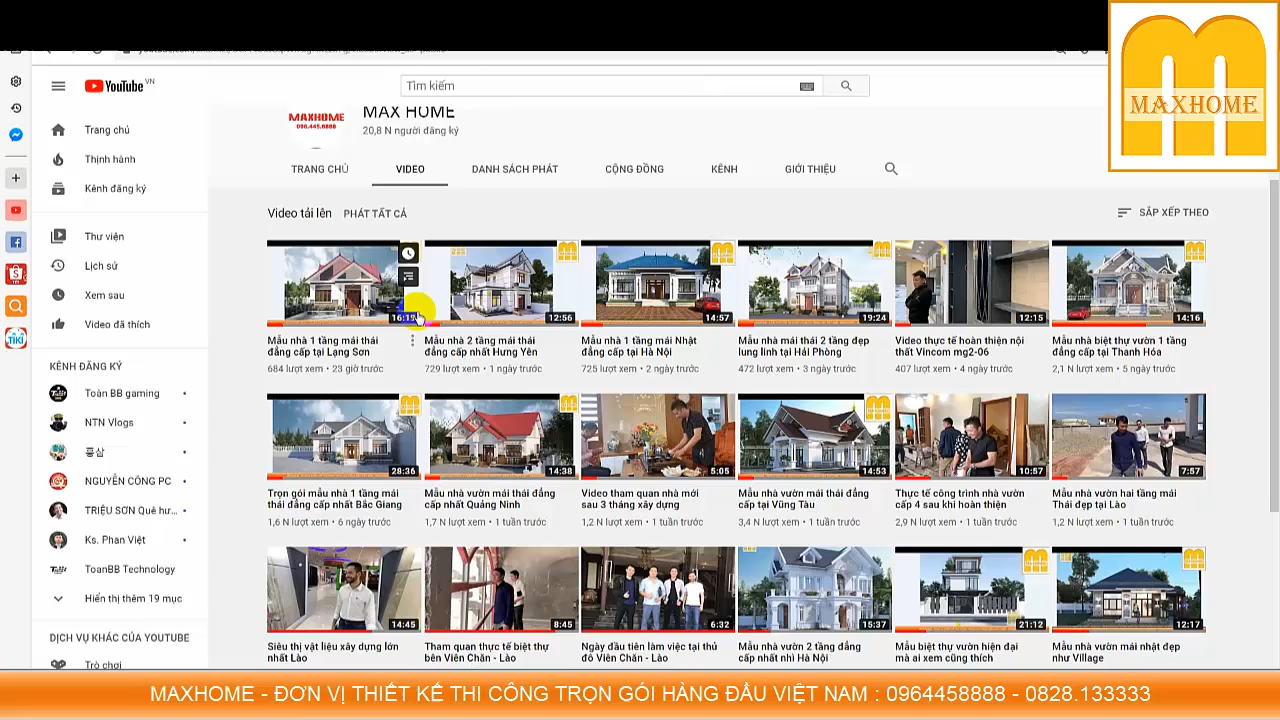 MAXHOME
YouTube VN
Tìm kiếm
MAXHOME
096.445.8888
MAX HOME
20,8 N người đăng ký
TRANG CHỦ VIDEO DANH SÁCH PHÁT CỘNG ĐỒNG KÊNH GIỚI THIỆU
Trang chủ
Thịnh hành
Kênh đăng ký
Thư viện
Lịch sử
Xem sau
Video đã thích
KÊNH ĐĂNG KÝ
Toàn BB gaming
NTN Vlogs
홍삼
NGUYỄN CÔNG PC
TRIỆU SƠN Quê hư...
Ks. Phan Việt
ToanBB Technology
Hiển thị thêm 19 mục
DỊCH VỤ KHÁC CỦA YOUTUBE
Trò chơi
Video tải lên PHÁT TẤT CẢ SẮP XẾP THEO
12:56 14:57 19:24 12:15 14:16
Mẫu nhà 1 tầng mái thái
đẳng cấp tại Lạng Sơn
684 lượt xem • 23 giờ trước
Mẫu nhà 2 tầng mái thái
đẳng cấp nhất Hưng Yên
729 lượt xem • 1 ngày trước
Mẫu nhà 1 tầng mái Nhật
đẳng cấp tại Hà Nội
725 lượt xem • 2 ngày trước
Mẫu nhà mái thái 2 tầng đẹp
lung linh tại Hải Phòng
472 lượt xem • 3 ngày trước
Video thực tế hoàn thiện nội
thất Vincom mg2-06
407 lượt xem • 4 ngày trước
Mẫu nhà biệt thự vườn 1 tầng
đẳng cấp tại Thanh Hóa
2,1 N lượt xem • 5 ngày trước
28:36 14:38 5:05 14:53 10:57 7:57
Trọn gói mẫu nhà 1 tầng mái
thái đẳng cấp nhất Bắc Giang
1,6 N lượt xem • 6 ngày trước
Mẫu nhà vườn mái thái đẳng
cấp nhất Quảng Ninh
1,7 N lượt xem • 1 tuần trước
Video tham quan nhà mới
sau 3 tháng xây dựng
1,2 N lượt xem • 1 tuần trước
Mẫu nhà vườn mái thái đẳng
cấp tại Vũng Tàu
3,4 N lượt xem • 1 tuần trước
Thực tế công trình nhà vườn
cấp 4 sau khi hoàn thiện
2,9 N lượt xem • 1 tuần trước
Mẫu nhà vườn hai tầng mái
Thái đẹp tại Lào
1,2 N lượt xem • 1 tuần trước
14:45 8:45 6:32 15:37 21:12 12:17
Siêu thị vật liệu xây dựng lớn
nhất Lào
Tham quan thực tế biệt thự
bên Viên Chăn - Lào
Ngày đầu tiên làm việc tại thủ
đô Viên Chăn - Lào
Mẫu nhà vườn 2 tầng đẳng
cấp nhất nhì Hà Nội
Mẫu biệt thự vườn hiện đại
mà ai xem cũng thích
Mẫu nhà vườn mái nhật đẹp
như Village
MAXHOME - ĐƠN VỊ THIẾT KẾ THI CÔNG TRỌN GÓI HÀNG ĐẦU VIỆT NAM : 0964458888 - 0828.133333